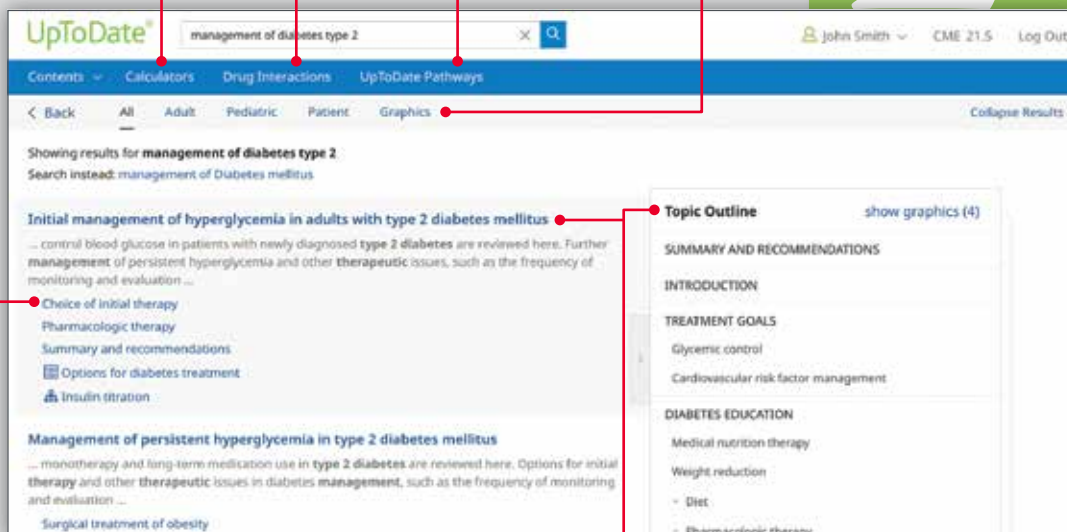 UpToDate®
management of diabetes type 2
John Smith
CME 21.5
Log Out
Contents
Calculators
Drug Interactions
UpToDate Pathways
< Back
All
Adult
Pediatric
Patient
Graphics
Collapse Results
Showing results for management of diabetes type 2
Search instead: management of Diabetes mellitus
Initial management of hyperglycemia in adults with type 2 diabetes mellitus
... control blood glucose in patients with newly diagnosed type 2 diabetes are reviewed here. Further
management of persistent hyperglycemia and other therapeutic issues, such as the frequency of
monitoring and evaluation ...
Choice of initial therapy
Pharmacologic therapy
Summary and recommendations
Options for diabetes treatment
Insulin titration
Management of persistent hyperglycemia in type 2 diabetes mellitus
... monotherapy and long-term medication use in type 2 diabetes are reviewed here. Options for initial
therapy and other therapeutic issues in diabetes management, such as the frequency of monitoring
and evaluation ...
Surgical treatment of obesity
Topic Outline
show graphics (4)
SUMMARY AND RECOMMENDATIONS
INTRODUCTION
TREATMENT GOALS
Glycemic control
Cardiovascular risk factor management
DIABETES EDUCATION
Medical nutrition therapy
Weight reduction
- Diet
- Pharmacologic therapy